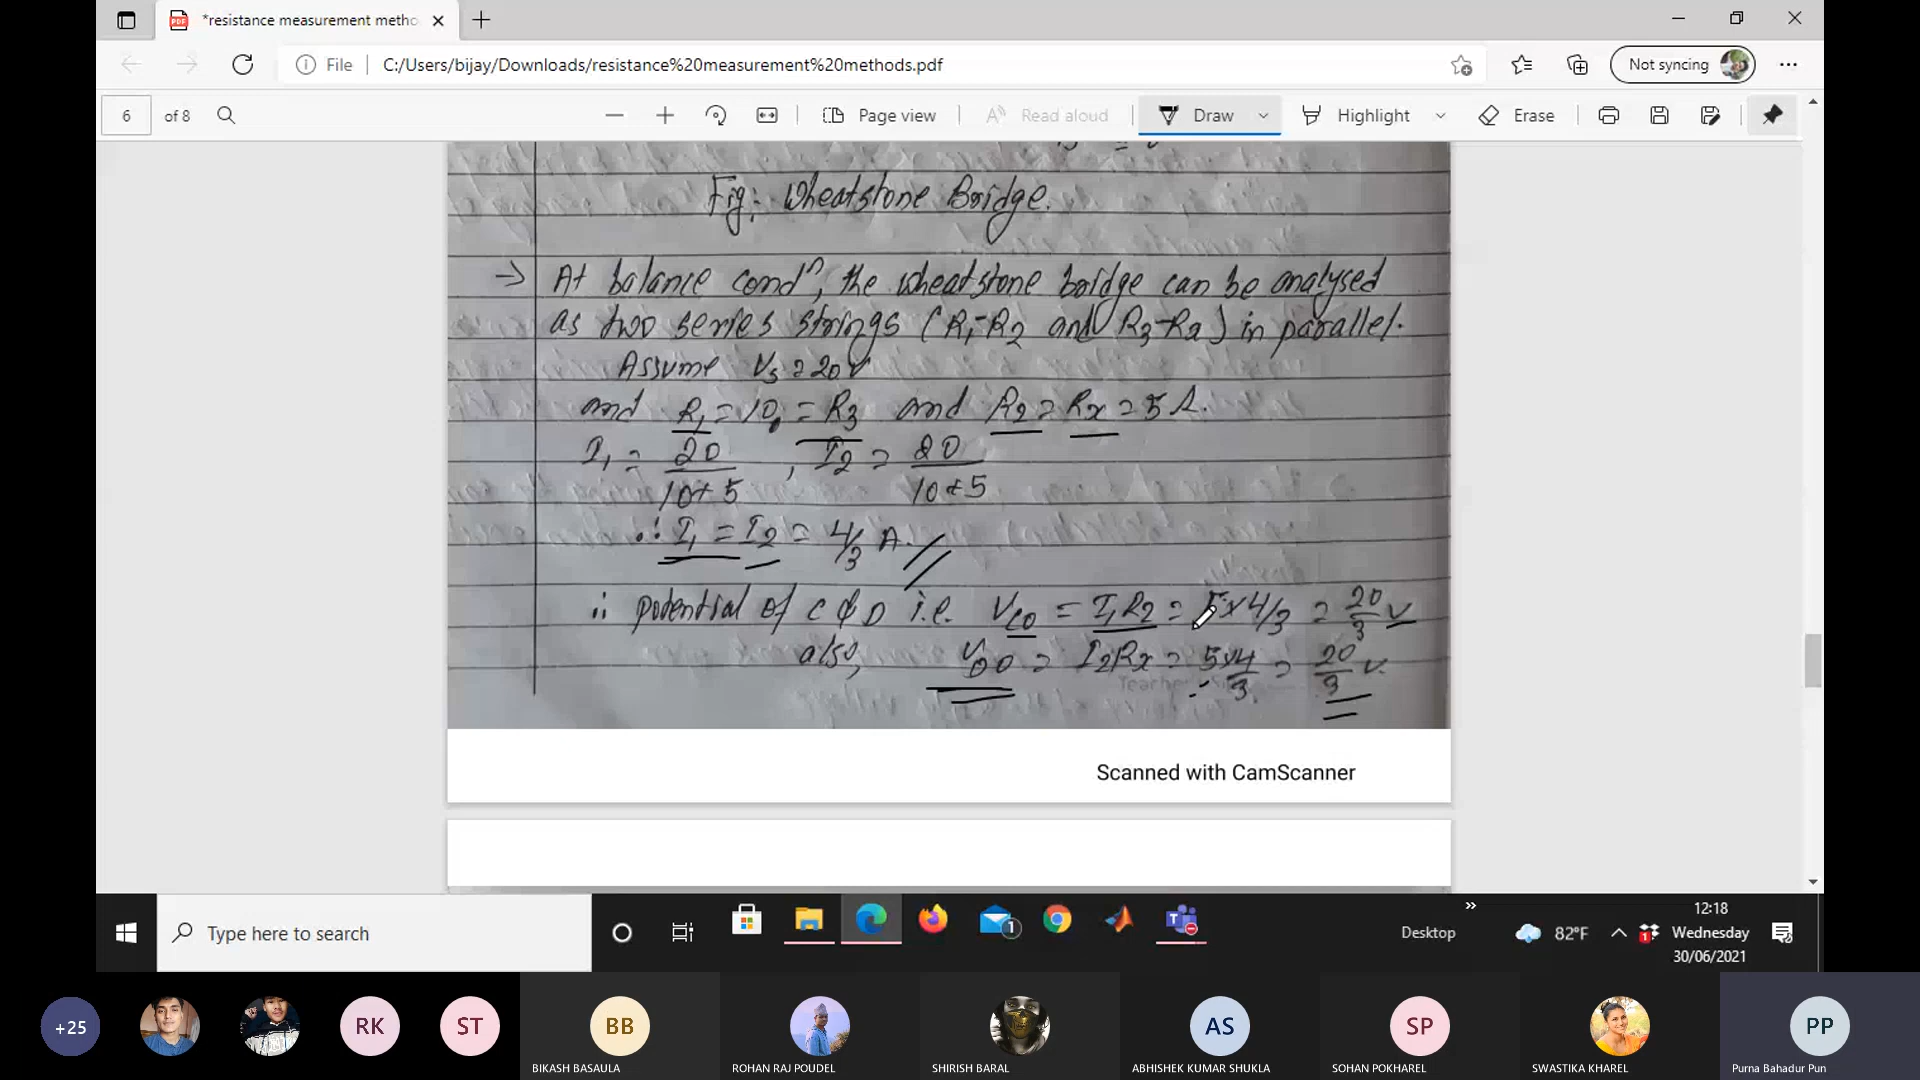 *resistance measurement metho
File
C:/Users/bijay/Downloads/resistance%20measurement%20methods.pdf
Not syncing
6 of 8
Page view
Read aloud
Draw
Highlight
Erase
Fig: Wheatstone Bridge.
→ At balance condⁿ, the wheatstone bridge can be analysed
as two series strings (R₁-R₂ and R₃-Rx) in parallel.
Assume Vs = 20 V
and R₁ = 10 = R₃ and R₂ = Rx = 5 Ω.
I₁ = 20/10+5 , I₂ = 20/10+5
∴ I₁ = I₂ = 4/3 A.
∴ potential of C & D i.e. VCO = I₁R₂ = 5×4/3 = 20/3 V
also, VDO = I₂Rx = 5×4/3 = 20/3 V.
Scanned with CamScanner
Type here to search
1
Desktop
82°F
1
12:18
Wednesday
30/06/2021
+25
RK
ST
BB
BIKASH BASAULA
ROHAN RAJ POUDEL
SHIRISH BARAL
AS
ABHISHEK KUMAR SHUKLA
SP
SOHAN POKHAREL
SWASTIKA KHAREL
PP
Purna Bahadur Pun